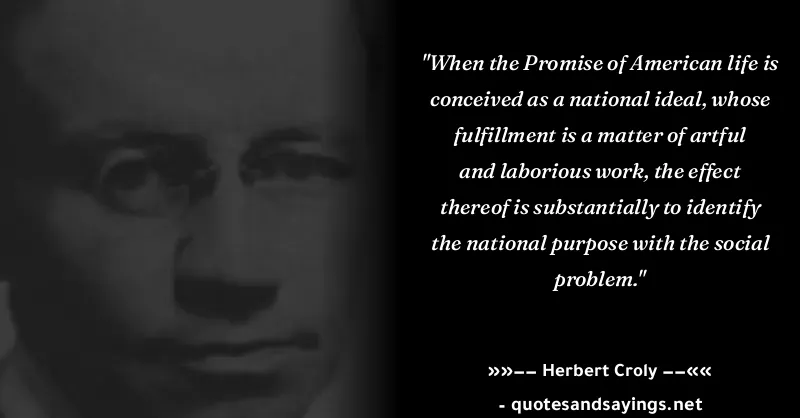 "When the Promise of American life is
conceived as a national ideal, whose
fulfillment is a matter of artful
and laborious work, the effect
thereof is substantially to identify
the national purpose with the social
problem."
»»–– Herbert Croly ––««
- quotesandsayings.net